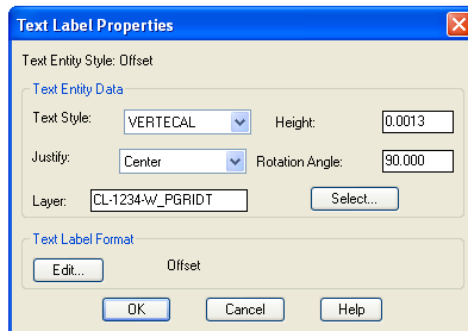 Text Label Properties
Text Entity Style: Offset
Text Entity Data
Text Style: VERTECAL Height: 0.0013
Justify: Center Rotation Angle: 90.000
Layer: CL-1234-W_PGRIDT Select...
Text Label Format
Edit... Offset
OK Cancel Help